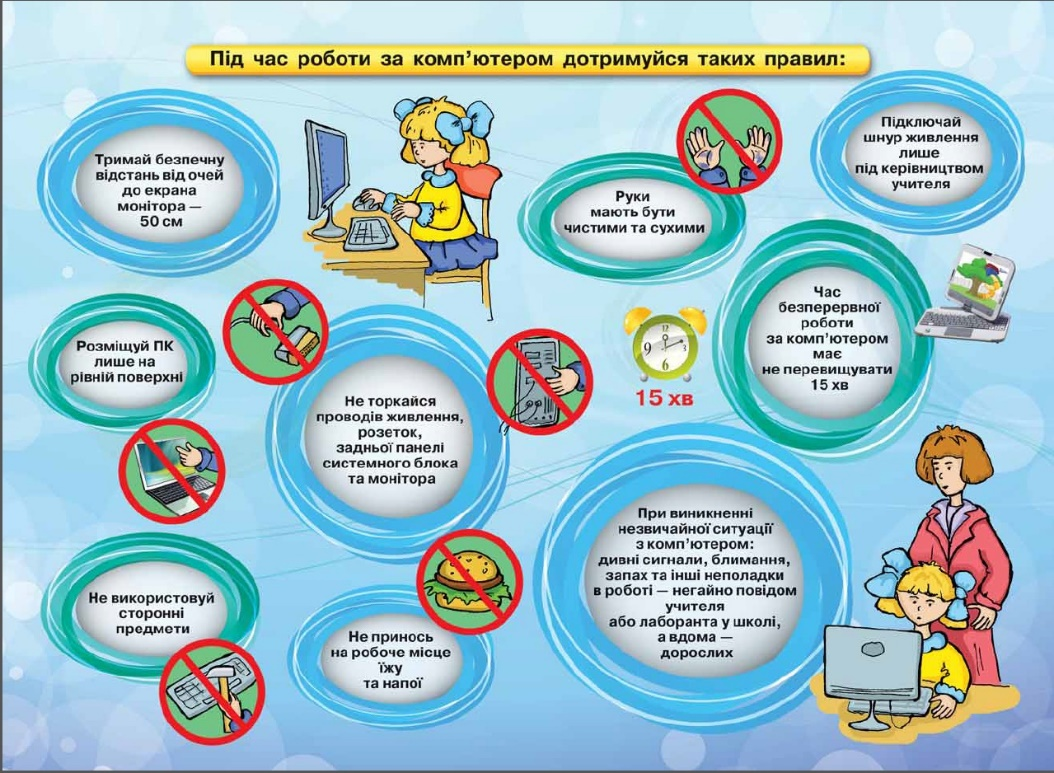 Під час роботи за комп’ютером дотримуйся таких правил:
Тримай безпечну
відстань від очей
до екрана
монітора —
50 см
Руки
мають бути
чистими та сухими
Підключай
шнур живлення
лише
під керівництвом
учителя
Розміщуй ПК
лише на
рівній поверхні
Не торкайся
проводів живлення,
розеток,
задньої панелі
системного блока
та монітора
12
9
3
6
15 хв
Час
безперервної
роботи
за комп’ютером
має
не перевищувати
15 хв
Не використовуй
сторонні
предмети
Не принось
на робоче місце
їжу
та напої
При виникненні
незвичайної ситуації
з комп’ютером:
дивні сигнали, блимання,
запах та інші неполадки
в роботі — негайно повідом
учителя
або лаборанта у школі,
а вдома —
дорослих